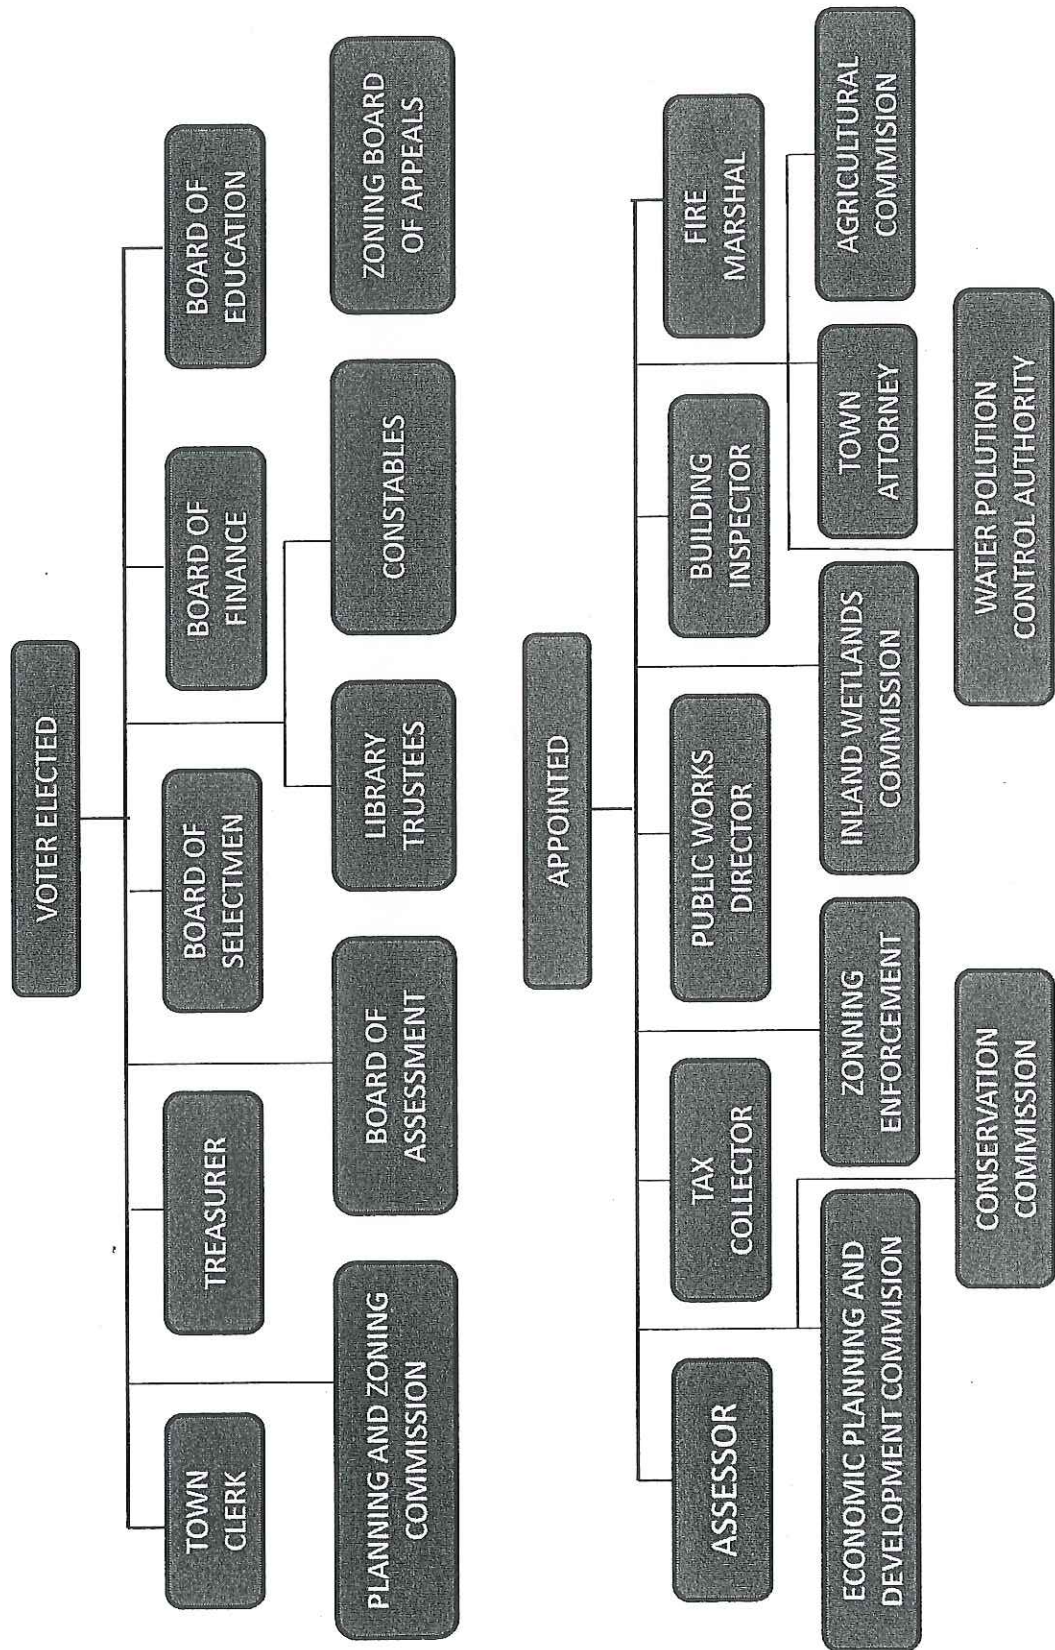 VOTER ELECTED
TOWN
CLERK
TREASURER
BOARD OF
SELECTMEN
BOARD OF
FINANCE
BOARD OF
EDUCATION
PLANNING AND ZONING
COMMISSION
BOARD OF
ASSESSMENT
LIBRARY
TRUSTEES
CONSTABLES
ZONING BOARD
OF APPEALS
APPOINTED
ASSESSOR
TAX
COLLECTOR
PUBLIC WORKS
DIRECTOR
BUILDING
INSPECTOR
FIRE
MARSHAL
ECONOMIC PLANNING AND
DEVELOPMENT COMMISION
ZONNING
ENFORCEMENT
INLAND WETLANDS
COMMISSION
TOWN
ATTORNEY
AGRICULTURAL
COMMISION
CONSERVATION
COMMISSION
WATER POLUTION
CONTROL AUTHORITY